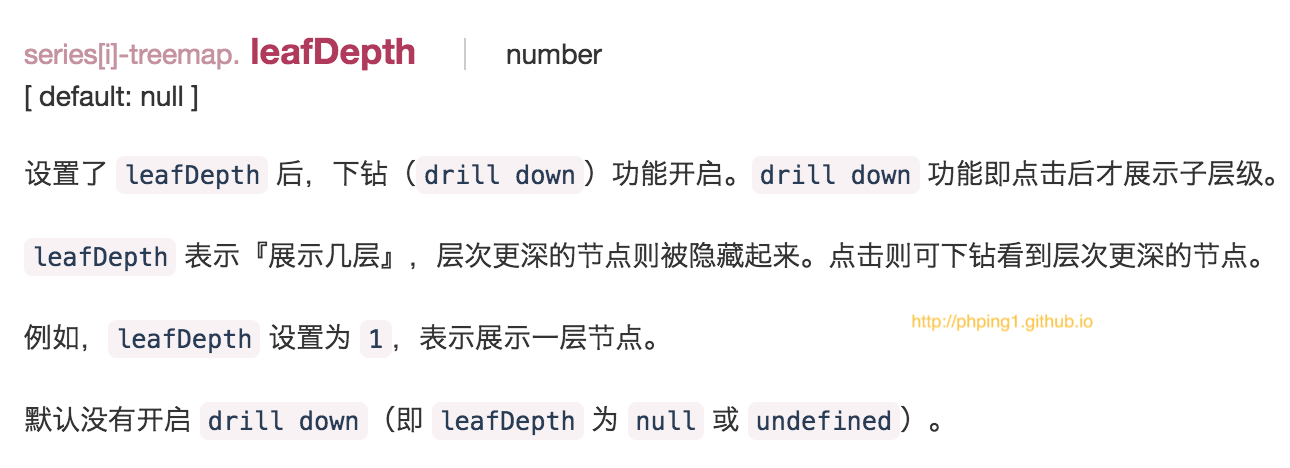 series[i]-treemap. leafDepth | number
[ default: null ]
设置了 leafDepth 后，下钻（drill down）功能开启。drill down 功能即点击后才展示子层级。
leafDepth 表示『展示几层』，层次更深的节点则被隐藏起来。点击则可下钻看到层次更深的节点。
http://phping1.github.io
例如，leafDepth 设置为 1，表示展示一层节点。
默认没有开启 drill down（即 leafDepth 为 null 或 undefined）。